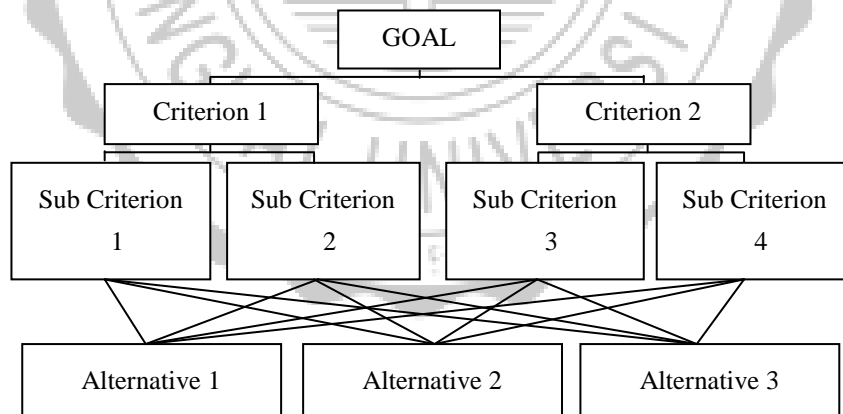 GOAL
Criterion 1
Criterion 2
Sub Criterion
1
Sub Criterion
2
Sub Criterion
3
Sub Criterion
4
Alternative 1
Alternative 2
Alternative 3